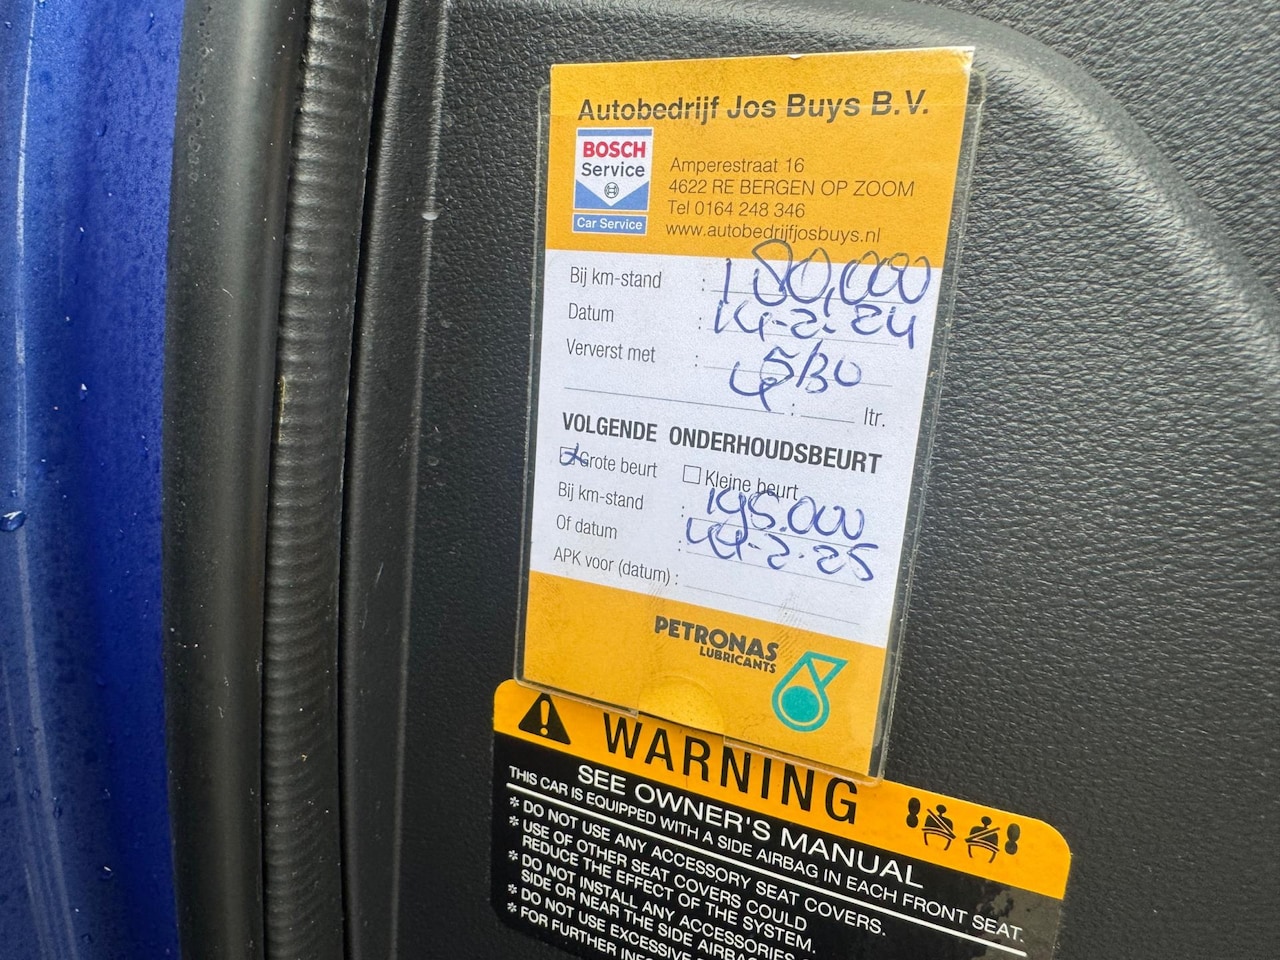 Autobedrijf Jos Buys B.V.
BOSCH
Service
Car Service
Amperestraat 16
4622 RE BERGEN OP ZOOM
Tel 0164 248 346
www.autobedrijfjosbuys.nl
Bij km-stand : 180,000
Datum : 14-2-24
Ververst met : 5/30
4 : ltr.
VOLGENDE ONDERHOUDSBEURT
Grote beurt Kleine beurt
Bij km-stand : 195.000
Of datum : 14-2-25
APK voor (datum) :
PETRONAS
LUBRICANTS
WARNING
SEE OWNER'S MANUAL
THIS CAR IS EQUIPPED WITH A SIDE AIRBAG IN EACH FRONT SEAT.
* DO NOT USE ANY ACCESSORY SEAT COVERS.
* USE OF OTHER SEAT COVERS COULD
REDUCE THE EFFECT OF THE SYSTEM.
* DO NOT INSTALL ANY ACCESSORIES
SIDE OR NEAR THE SIDE AIRBAG
* DO NOT USE EXCESSIVE
* FOR FURTHER